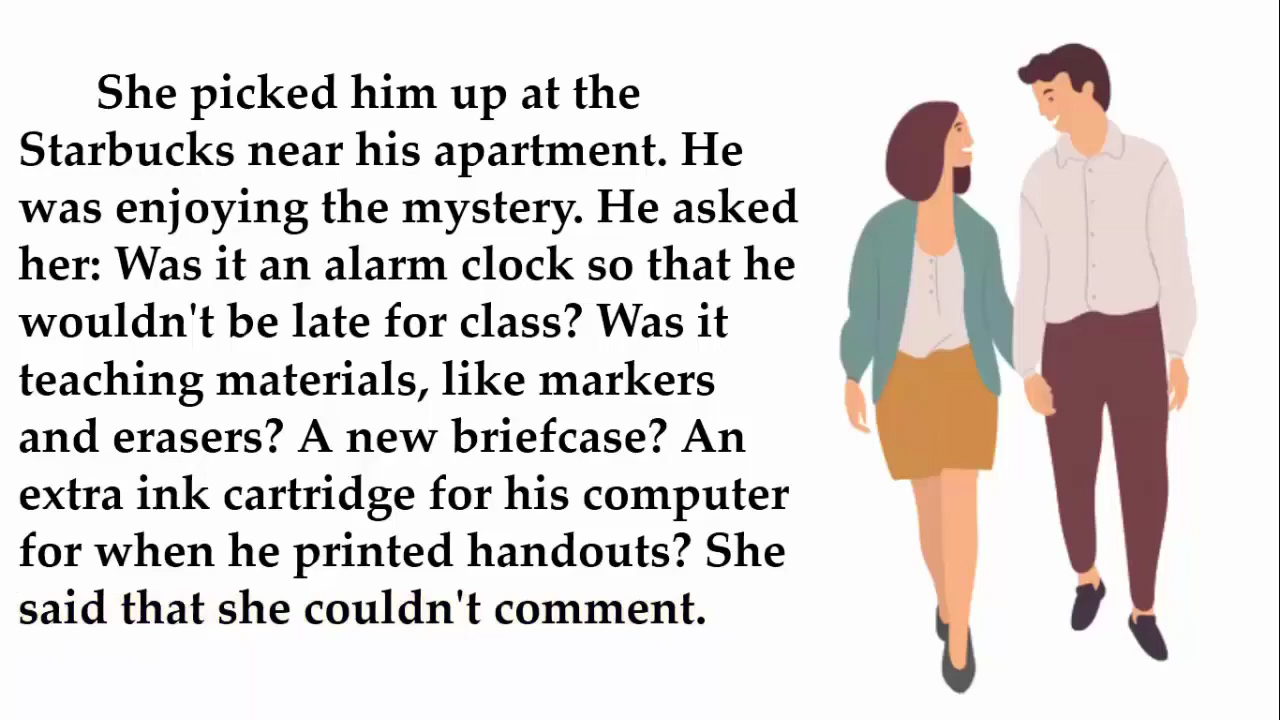 She picked him up at the
Starbucks near his apartment. He
was enjoying the mystery. He asked
her: Was it an alarm clock so that he
wouldn't be late for class? Was it
teaching materials, like markers
and erasers? A new briefcase? An
extra ink cartridge for his computer
for when he printed handouts? She
said that she couldn't comment.